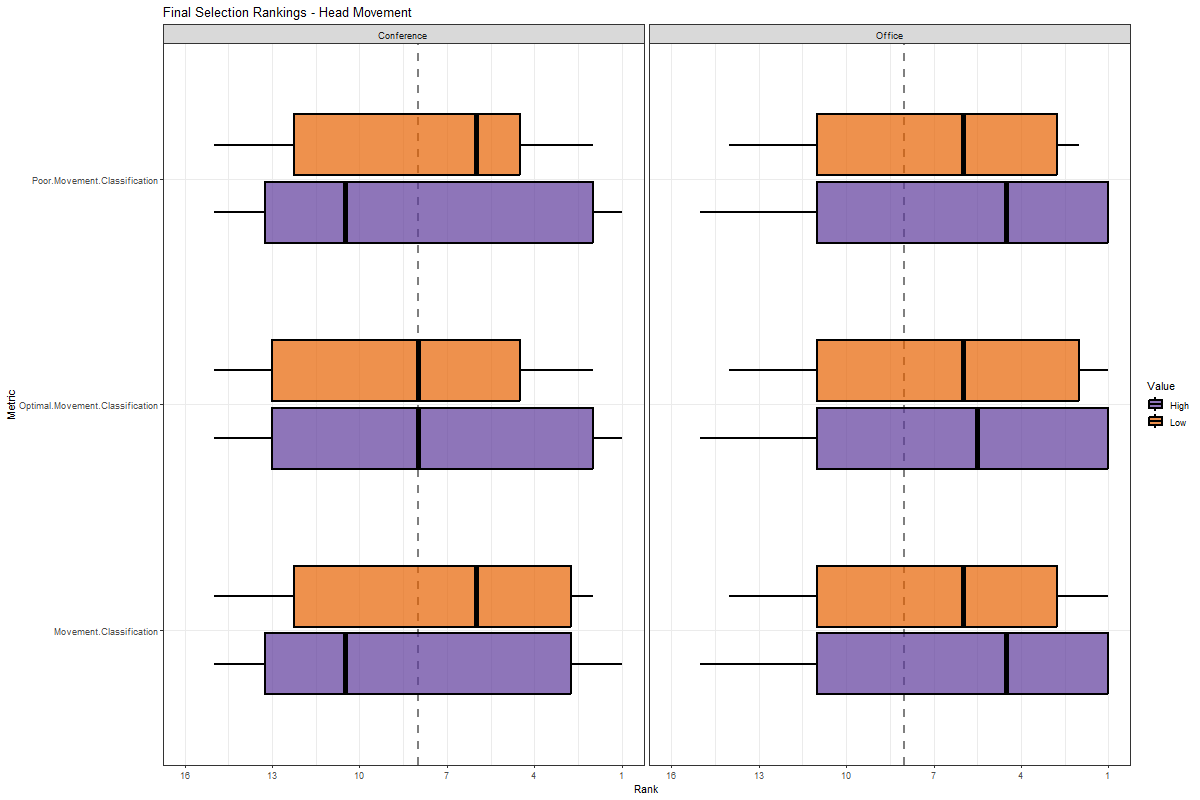 Final Selection Rankings - Head Movement
Conference
Office
Poor.Movement.Classification
Optimal.Movement.Classification
Movement.Classification
Metric
16
13
10
7
4
1
16
13
10
7
4
1
Rank
Value
High
Low